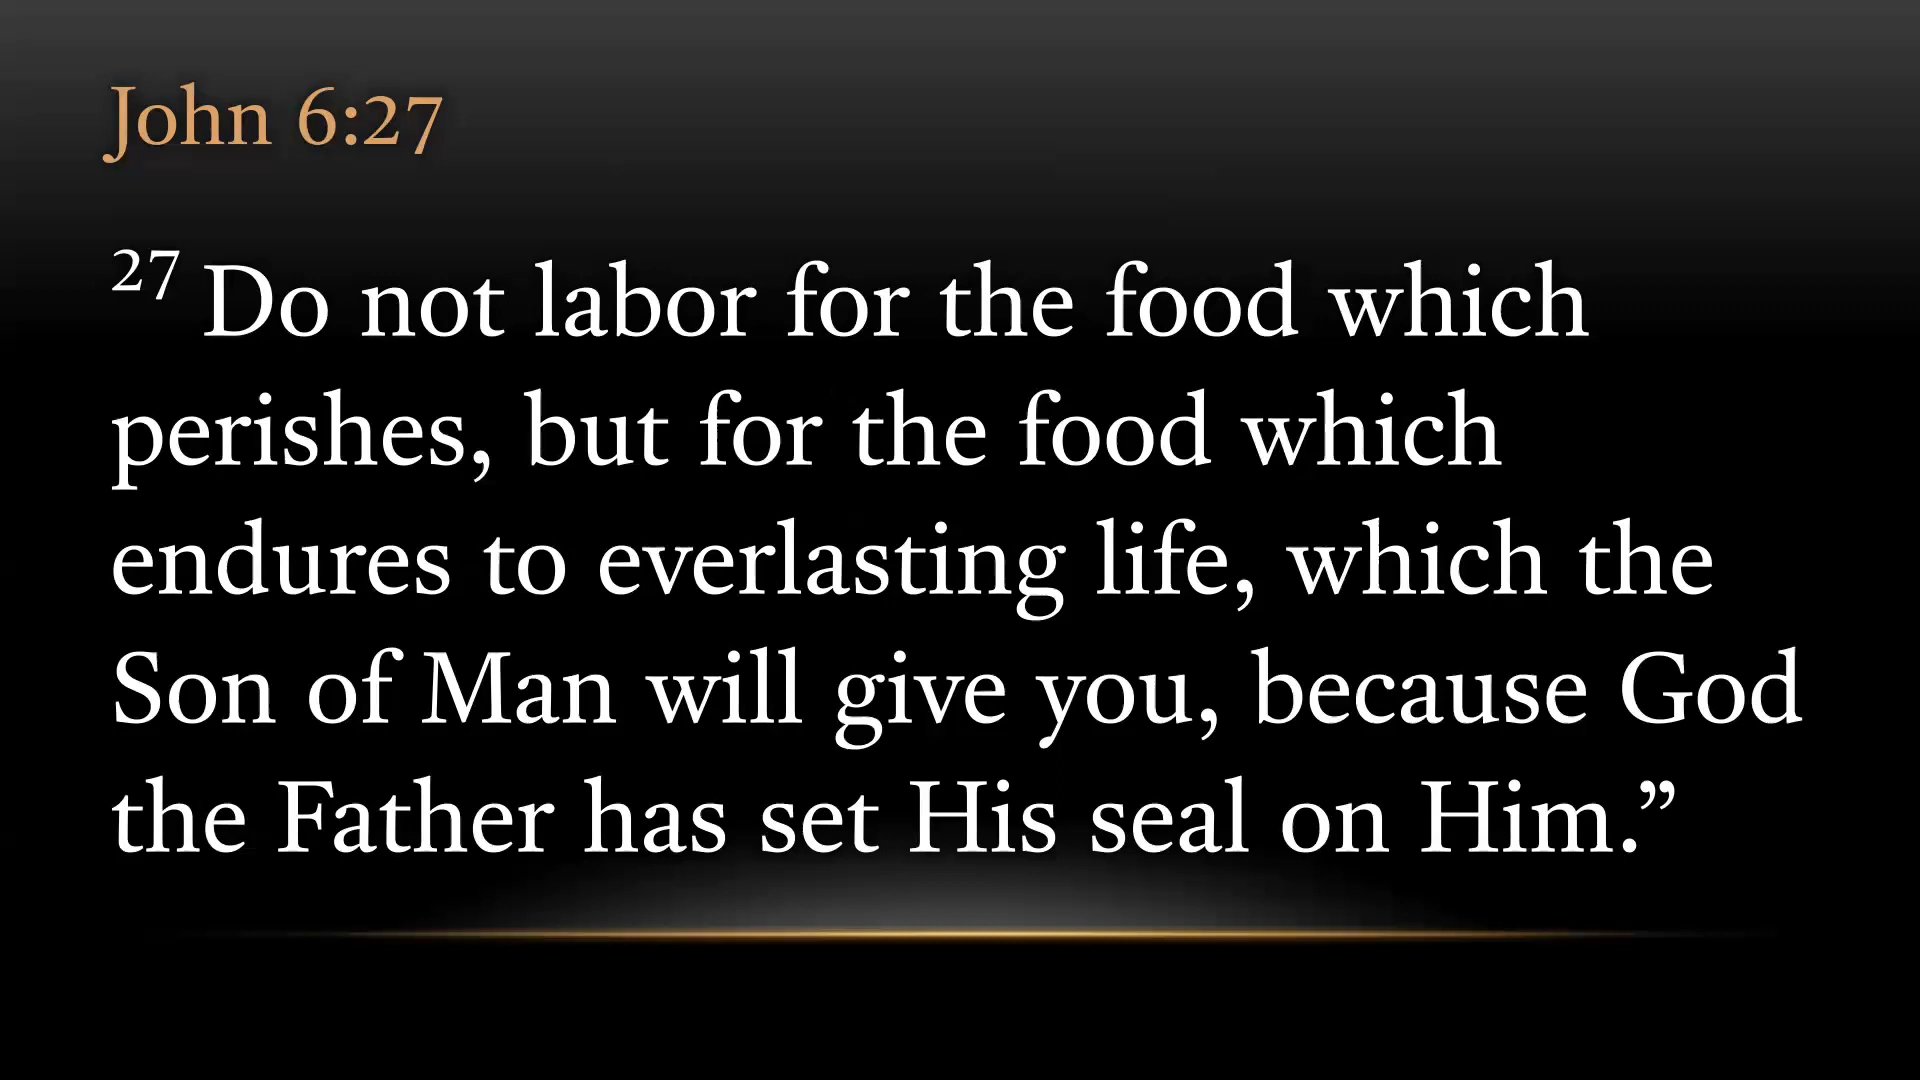 John 6:27
27 Do not labor for the food which
perishes, but for the food which
endures to everlasting life, which the
Son of Man will give you, because God
the Father has set His seal on Him.”